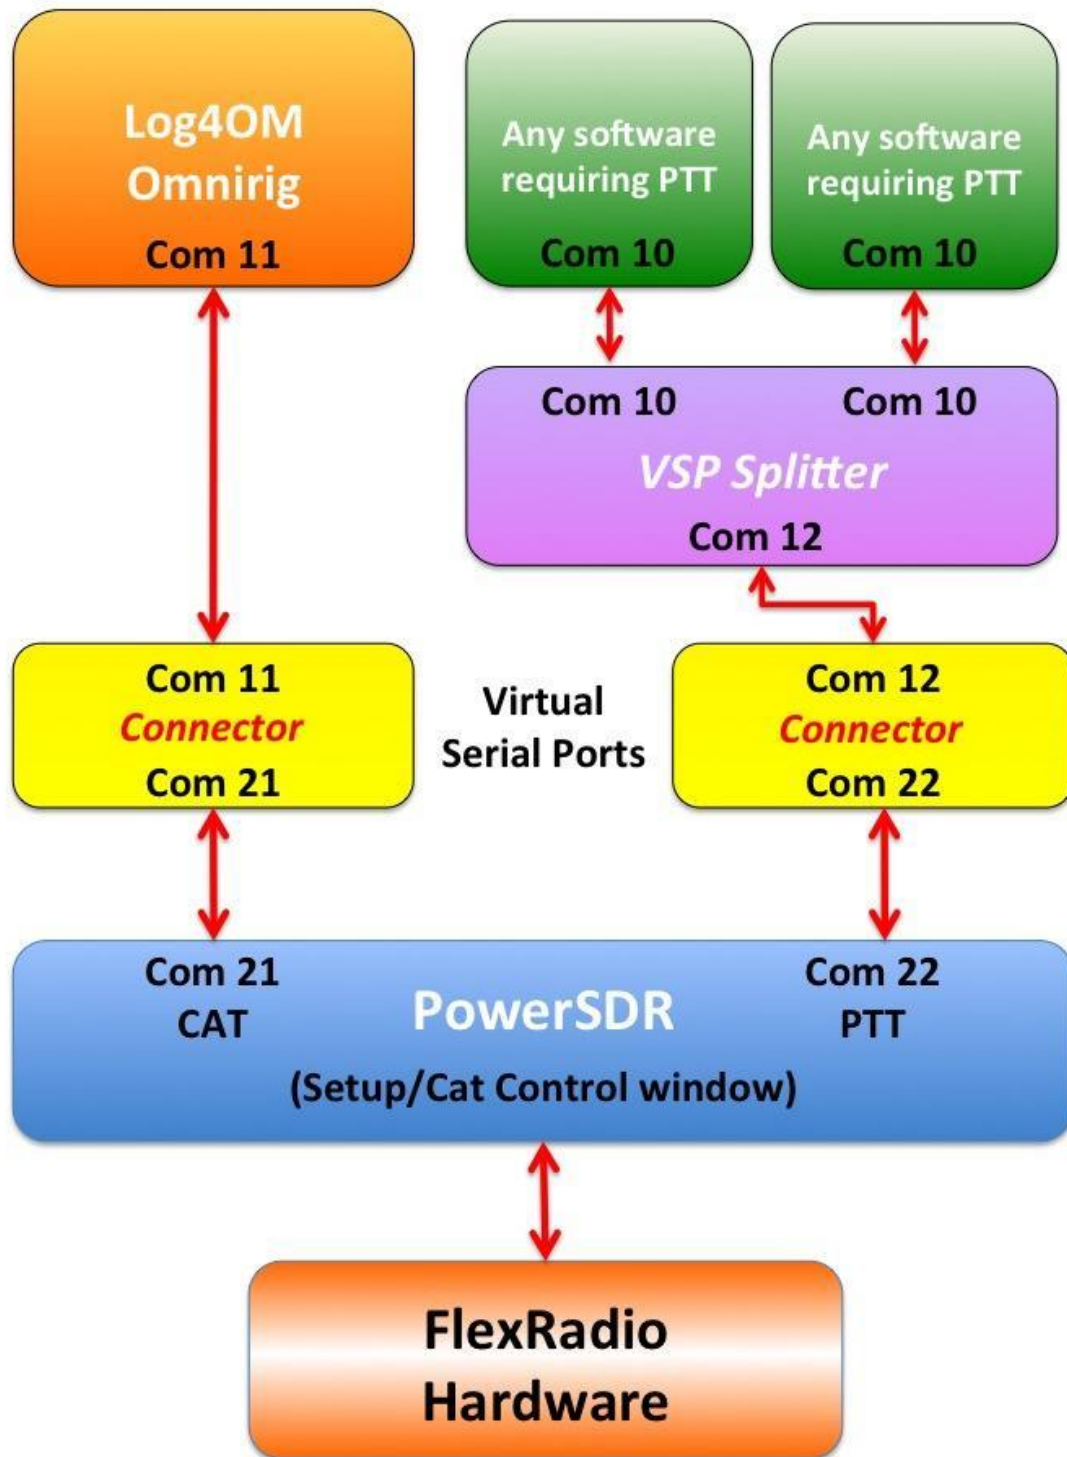 Log4OM
Omnirig
Com 11
Any software
requiring PTT
Com 10
Any software
requiring PTT
Com 10
Com 10
Com 10
VSP Splitter
Com 12
Com 11
Connector
Com 21
Virtual
Serial Ports
Com 12
Connector
Com 22
Com 21
CAT
PowerSDR
Com 22
PTT
(Setup/Cat Control window)
FlexRadio
Hardware